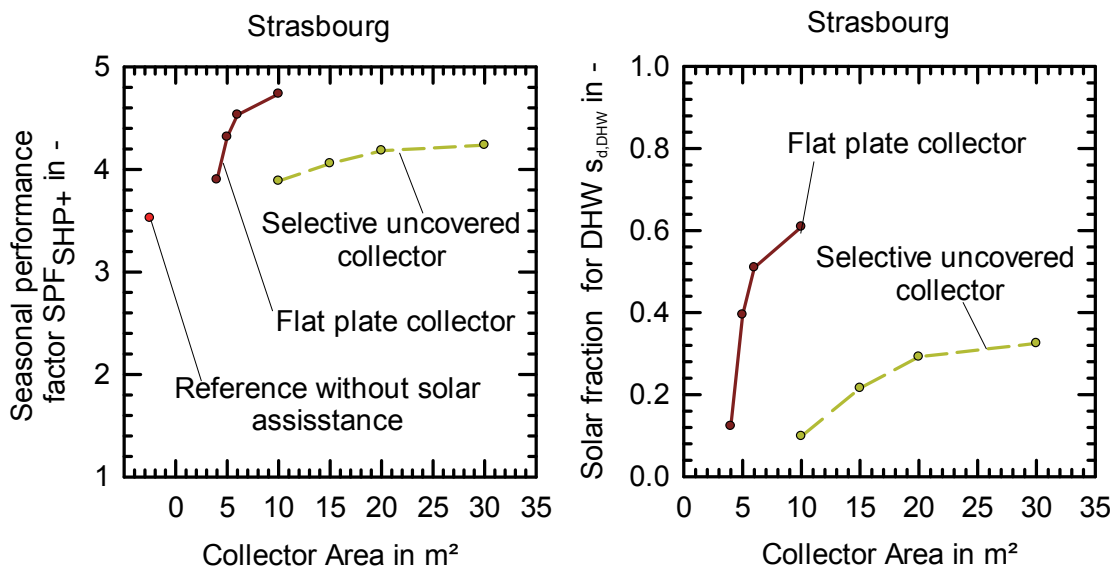 Strasbourg
Seasonal performance
factor SPF SHP+ in -
5
4
3
2
1
0 5 10 15 20 25 30 35
Collector Area in m²
Selective uncovered
collector
Flat plate collector
Reference without solar
assisstance
Strasbourg
Solar fraction for DHW s d,DHW in -
1.0
0.8
0.6
0.4
0.2
0.0
0 5 10 15 20 25 30 35
Collector Area in m²
Flat plate collector
Selective uncovered
collector